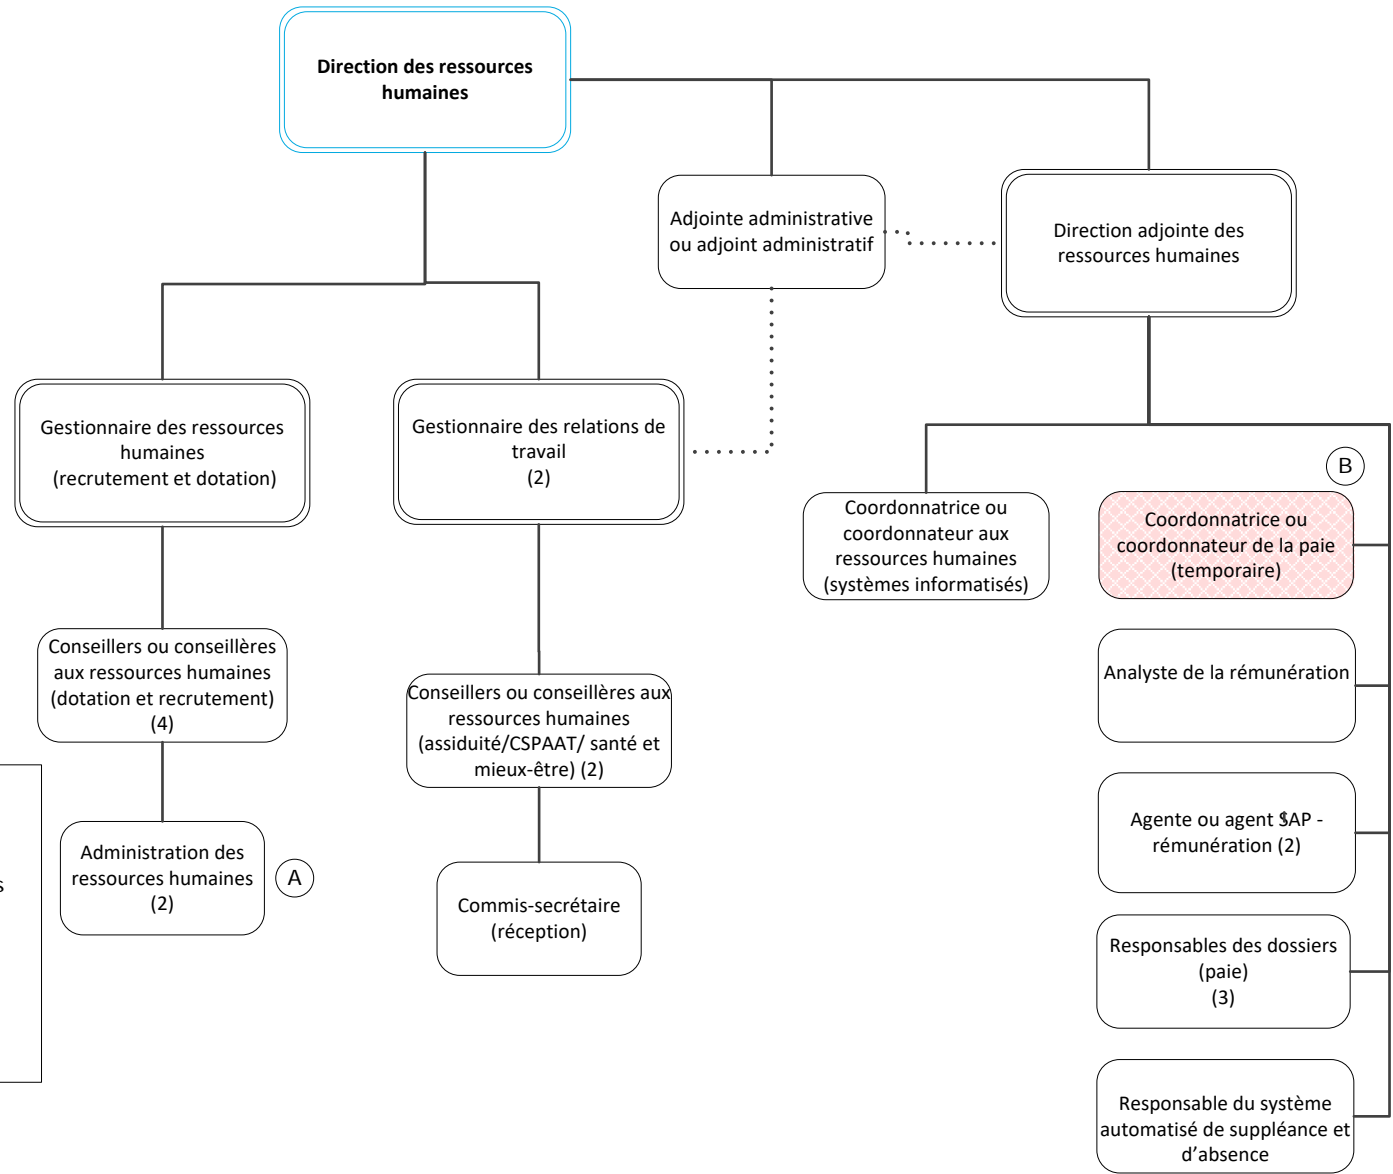 Direction des ressources
humaines
Adjointe administrative
ou adjoint administratif
Direction adjointe des
ressources humaines
Gestionnaire des ressources
humaines
(recrutement et dotation)
Gestionnaire des relations de
travail
(2)
B
Coordonnatrice ou
coordonnateur aux
ressources humaines
(systèmes informatisés)
Coordonnatrice ou
coordonnateur de la paie
(temporaire)
Conseillers ou conseillères
aux ressources humaines
(dotation et recrutement)
(4)
Conseillers ou conseillères aux
ressources humaines
(assiduité/CSPAAT/ santé et
mieux-être) (2)
Analyste de la rémunération
s
Administration des
ressources humaines
(2)
A
Commis-secrétaire
(réception)
Agente ou agent SAP -
rémunération (2)
Responsables des dossiers
(paie)
(3)
Responsable du système
automatisé de suppléance et
d’absence